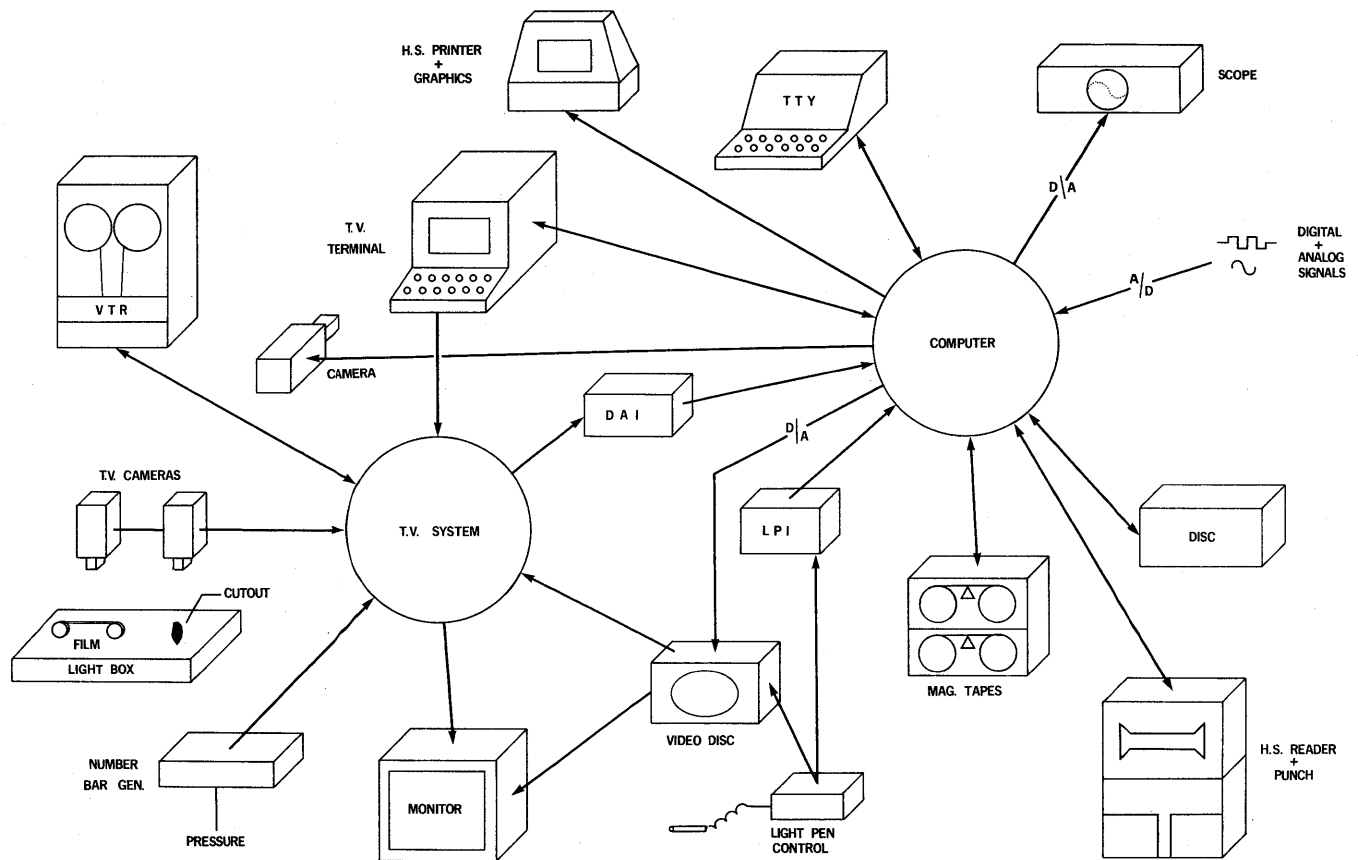 H.S. PRINTER
+
GRAPHICS
TTY
SCOPE
D/A
T.V.
TERMINAL
DIGITAL
+
ANALOG
SIGNALS
A/D
VTR
CAMERA
COMPUTER
DAI
D/A
T.V. CAMERAS
T.V. SYSTEM
LPI
DISC
CUTOUT
FILM
LIGHT BOX
MAG. TAPES
VIDEO DISC
H.S. READER
+
PUNCH
NUMBER
BAR GEN.
MONITOR
PRESSURE
LIGHT PEN
CONTROL